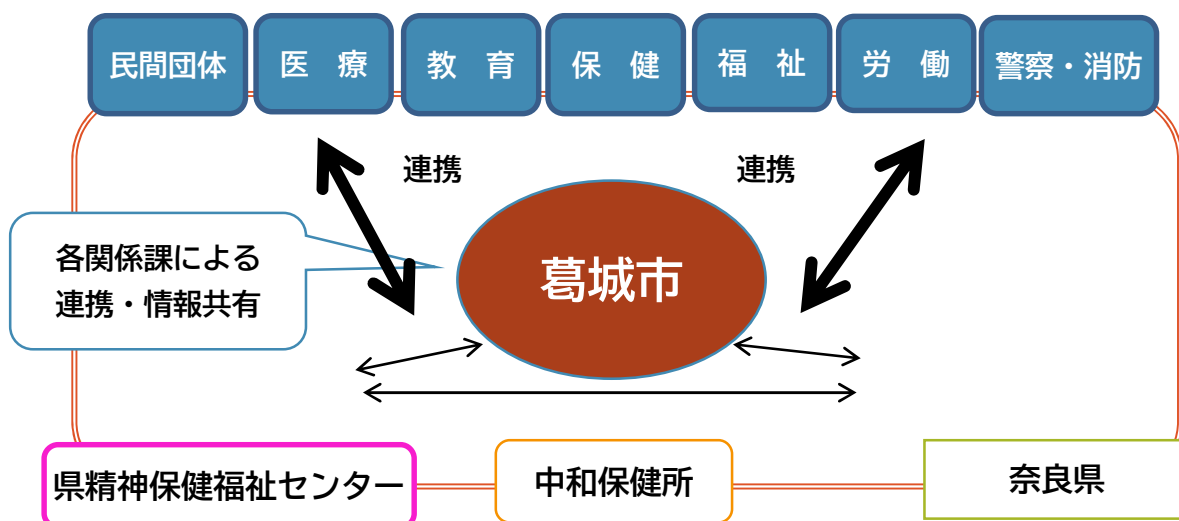 民間団体
医　療
教　育
保　健
福　祉
労　働
警察・消防
連携
連携
各関係課による
連携・情報共有
葛城市
県精神保健福祉センター
中和保健所
奈良県